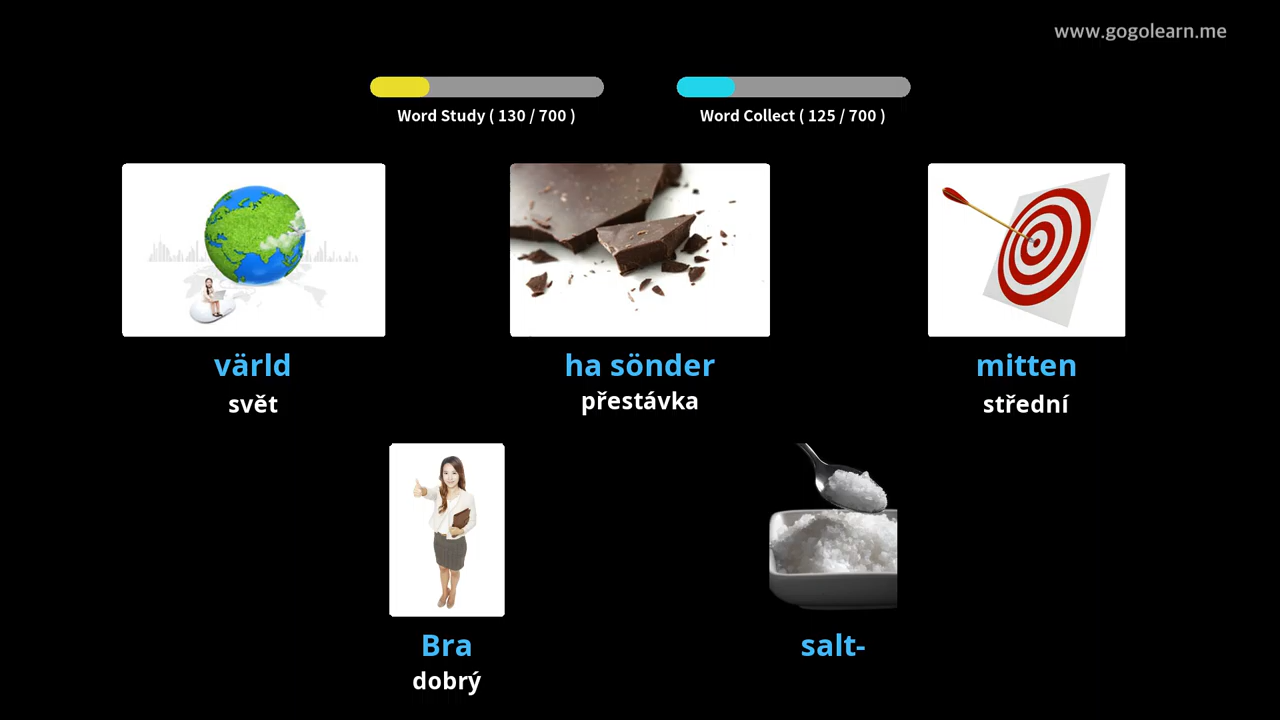 www.gogolearn.me
Word Study ( 130 / 700 )
Word Collect ( 125 / 700 )
värld
svět
ha sönder
přestávka
mitten
střední
Bra
dobrý
salt-